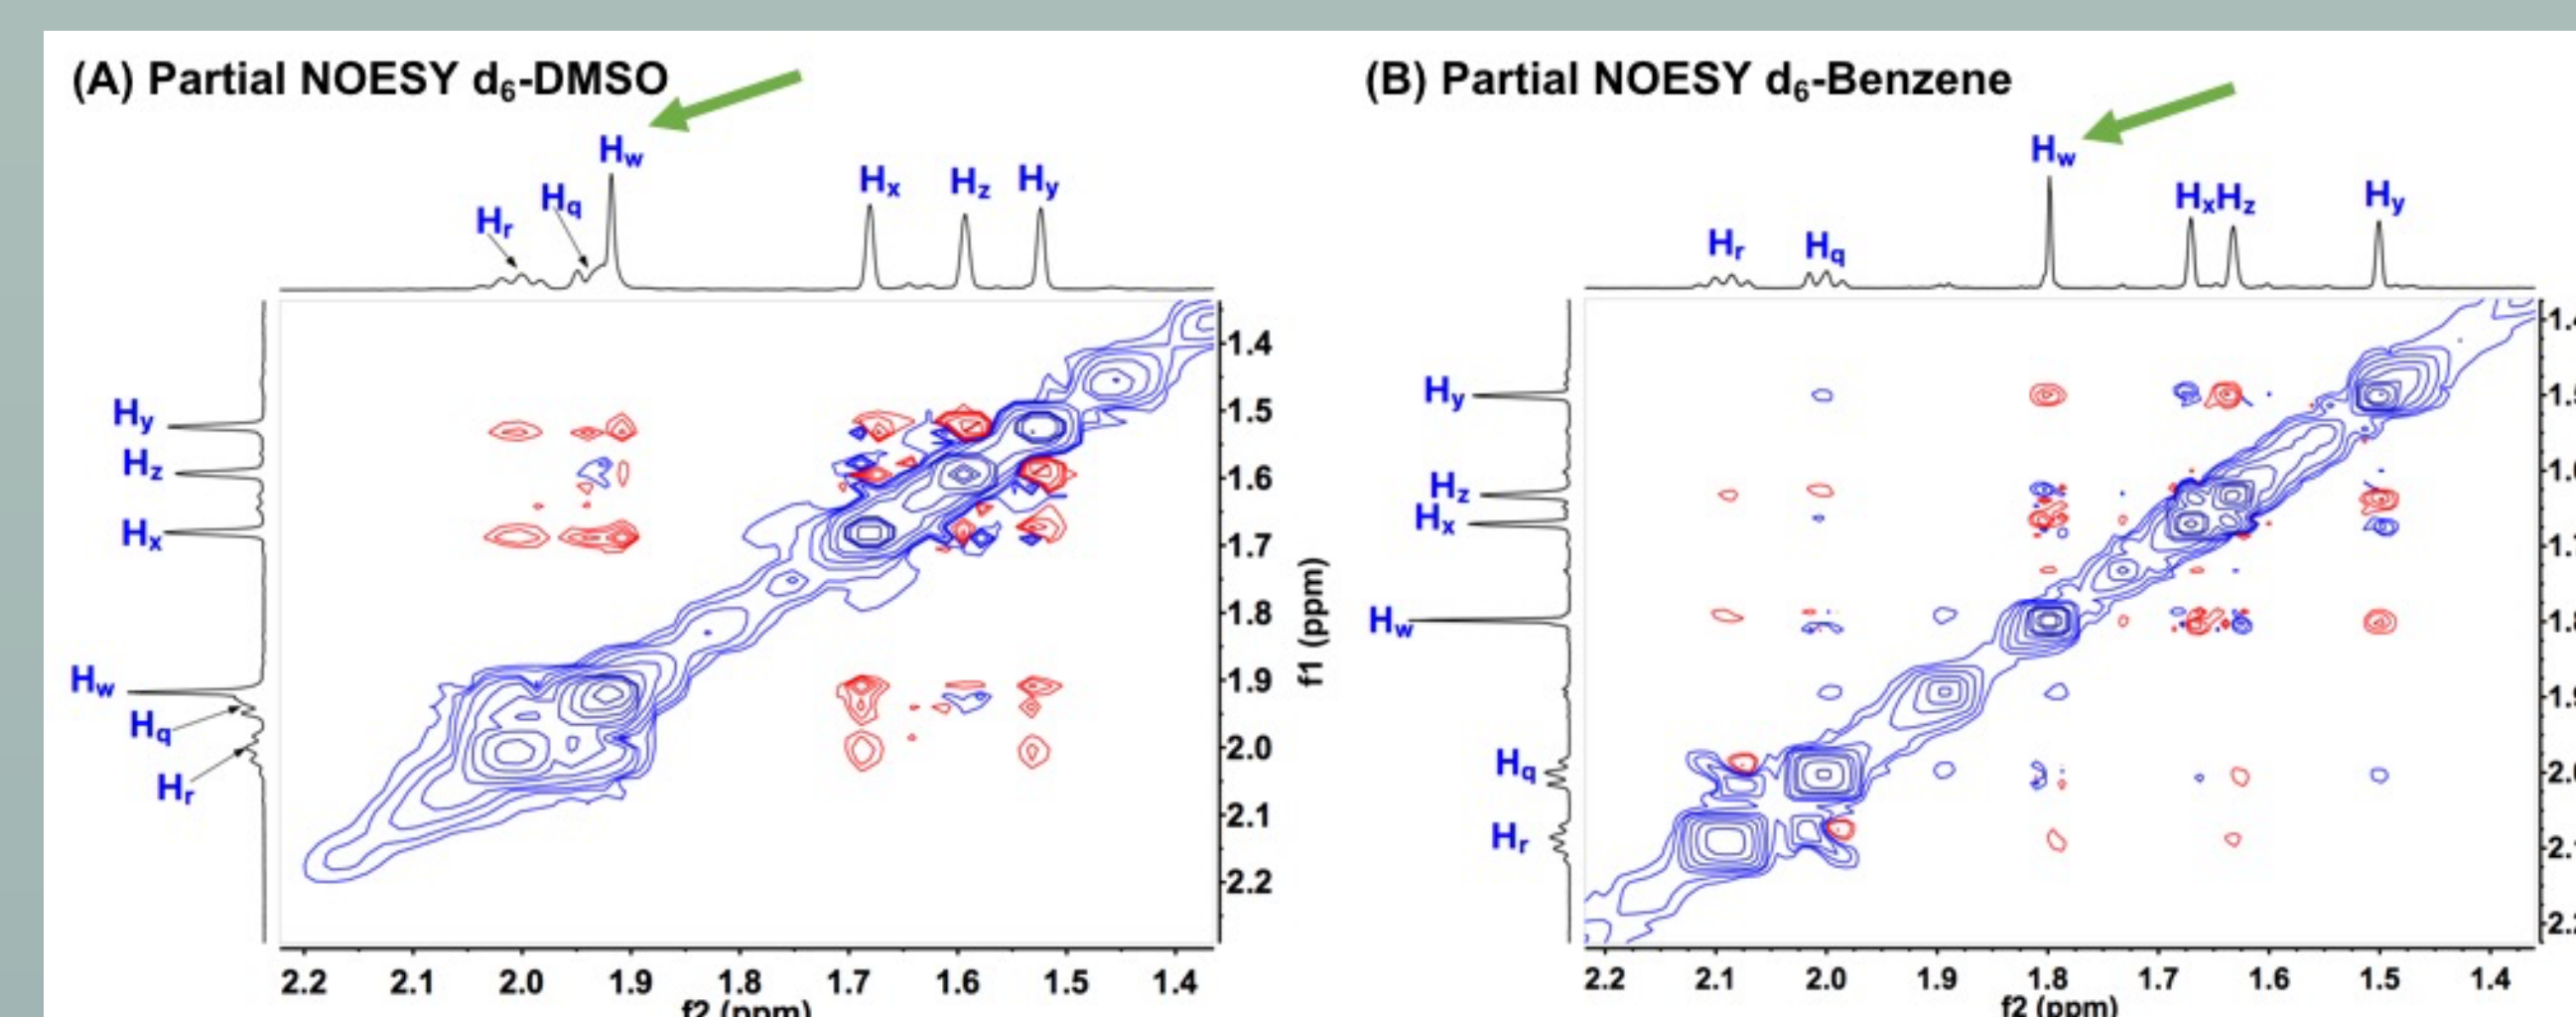 (A) Partial NOESY d6-DMSO
Hw
Hr
Hq
Hx
Hz
Hy
Hy
Hz
Hx
Hw
Hq
Hr
1.4
1.5
1.6
1.7
1.8
1.9
2.0
2.1
2.2
f1 (ppm)
2.2 2.1 2.0 1.9 1.8 1.7 1.6 1.5 1.4
f2 (ppm)
(B) Partial NOESY d6-Benzene
Hw
Hr
Hq
HxHz
Hy
Hy
Hz
Hx
Hw
Hq
Hr
2.2 2.1 2.0 1.9 1.8 1.7 1.6 1.5 1.4
f2 (ppm)